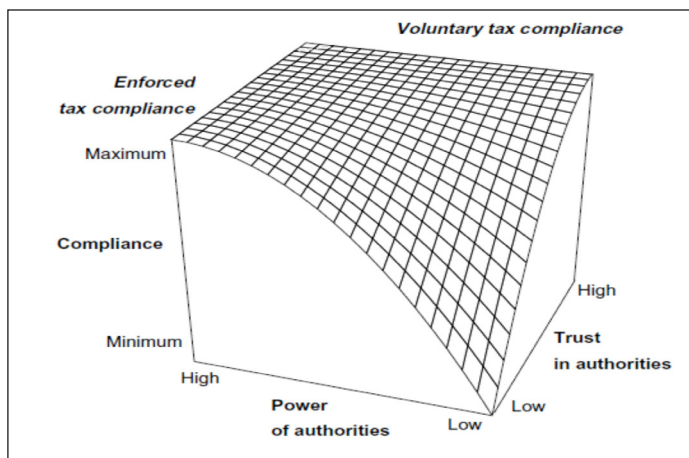 Voluntary tax compliance
Enforced
tax compliance
Maximum
Compliance
Minimum
High
Power
of authorities
Low
Low
Trust
in authorities
High